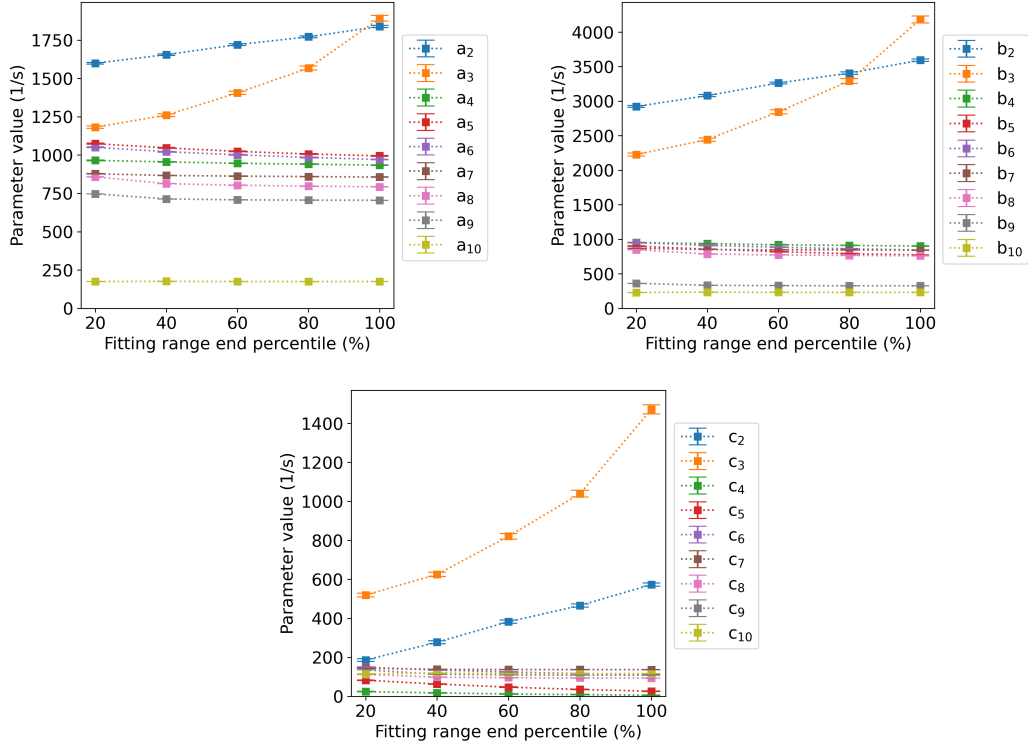 1750
1500
1250
1000
750
500
250
0
Parameter value (1/s)
20 40 60 80 100
Fitting range end percentile (%)
a2
a3
a4
a5
a6
a7
a8
a9
a10
4000
3500
3000
2500
2000
1500
1000
500
0
Parameter value (1/s)
20 40 60 80 100
Fitting range end percentile (%)
b2
b3
b4
b5
b6
b7
b8
b9
b10
1400
1200
1000
800
600
400
200
0
Parameter value (1/s)
20 40 60 80 100
Fitting range end percentile (%)
c2
c3
c4
c5
c6
c7
c8
c9
c10